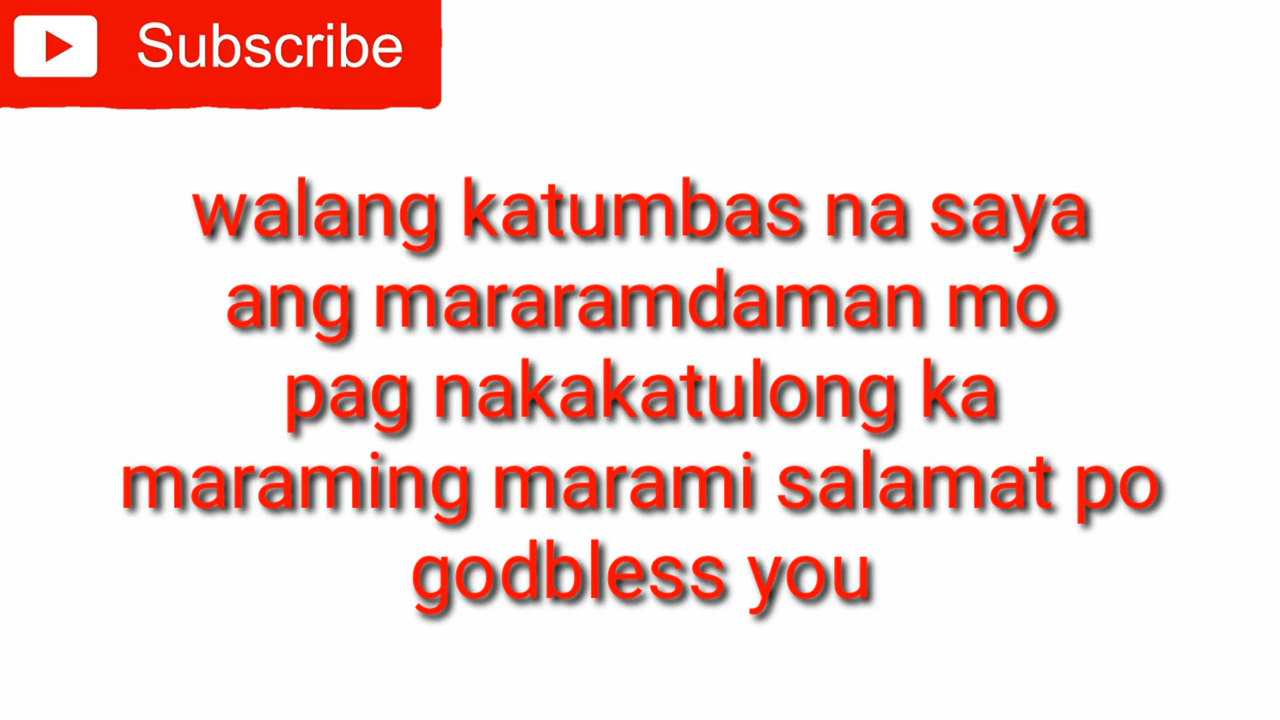 Subscribe
walang katumbas na saya
ang mararamdaman mo
pag nakakatulong ka
maraming marami salamat po
godbless you